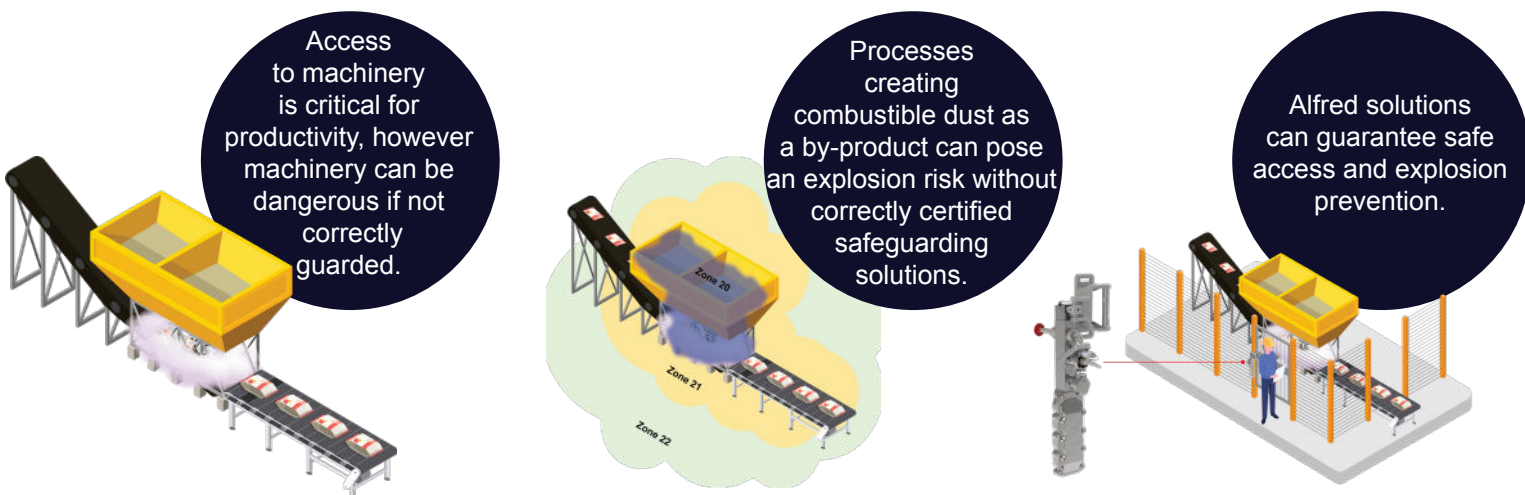 Access
to machinery
is critical for
productivity, however
machinery can be
dangerous if not
correctly
guarded.
Processes
creating
combustible dust as
a by-product can pose
an explosion risk without
correctly certified
safeguarding
solutions.
Zone 20
Zone 21
Zone 22
Alfred solutions
can guarantee safe
access and explosion
prevention.